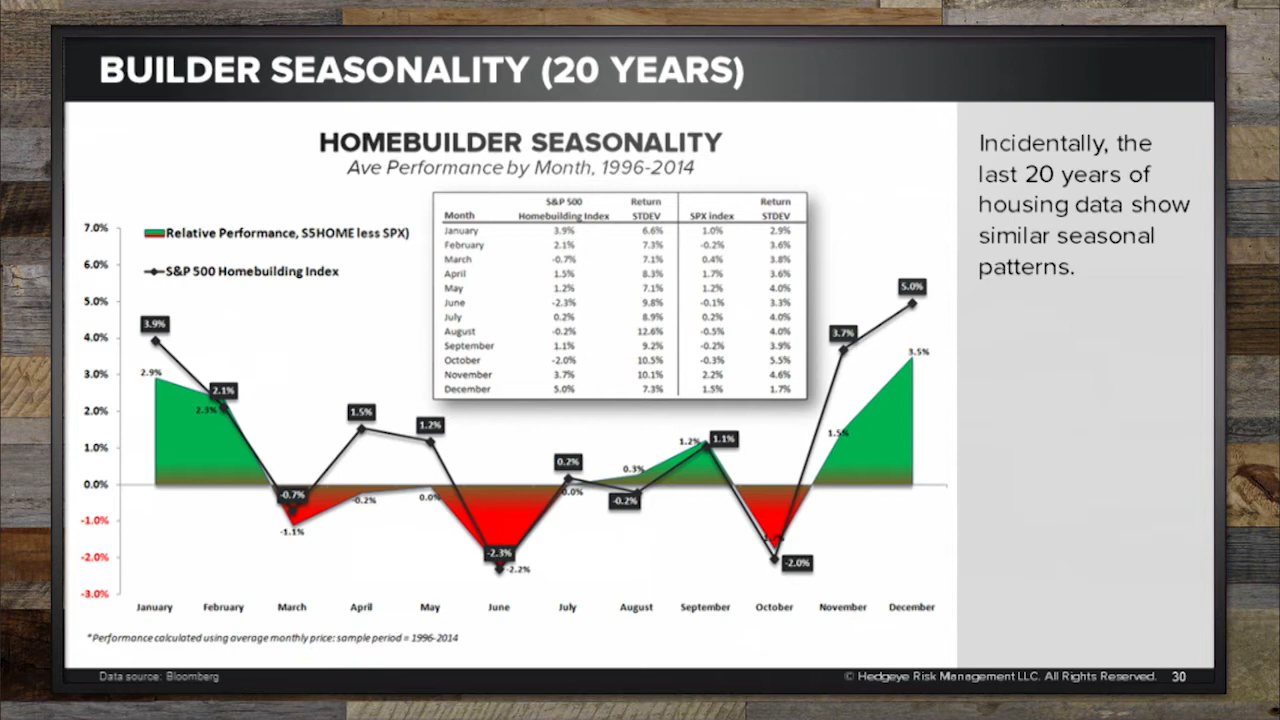 BUILDER SEASONALITY (20 YEARS)
HOMEBUILDER SEASONALITY
Ave Performance by Month, 1996-2014
Incidentally, the
last 20 years of
housing data show
similar seasonal
patterns.
Relative Performance, S5HOME less SPX)
S&P 500 Homebuilding Index
S&P 500 Return Return
Month Homebuilding Index STDEV SPX index STDEV
January 3.9% 6.6% 1.0% 2.9%
February 2.1% 7.3% -0.2% 3.6%
March -0.7% 7.1% 0.4% 3.8%
April 1.5% 8.3% 1.7% 3.6%
May 1.2% 7.1% 1.2% 4.0%
June -2.3% 9.8% -0.1% 3.3%
July 0.2% 8.9% 0.2% 4.0%
August -0.2% 12.6% -0.5% 4.0%
September 1.1% 9.2% -0.2% 3.9%
October -2.0% 10.5% -0.3% 5.5%
November 3.7% 10.1% 2.2% 4.6%
December 5.0% 7.3% 1.5% 1.7%
7.0%
6.0%
5.0%
4.0%
3.0%
2.0%
1.0%
0.0%
-1.0%
-2.0%
-3.0%
3.9% 2.1% -0.7% 1.5% 1.2% -2.3% 0.2% -0.2% 1.1% -2.0% 3.7% 5.0%
2.9% 2.3% -1.1% -0.2% 0.0% -2.2% 0.0% 0.3% 1.2% 1.5% 3.5%
January February March April May June July August September October November December
*Performance calculated using average monthly price: sample period = 1996-2014
Data source: Bloomberg
© Hedgeye Risk Management LLC. All Rights Reserved. 30